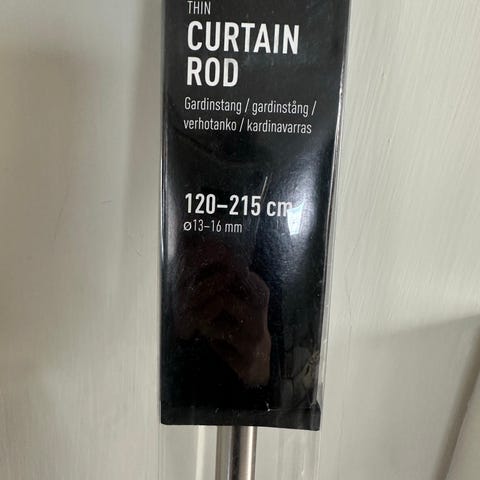 THIN
CURTAIN
ROD
Gardinstang / gardinstång /
verhotanko / kardinavarras
120–215 cm
ø13–16 mm